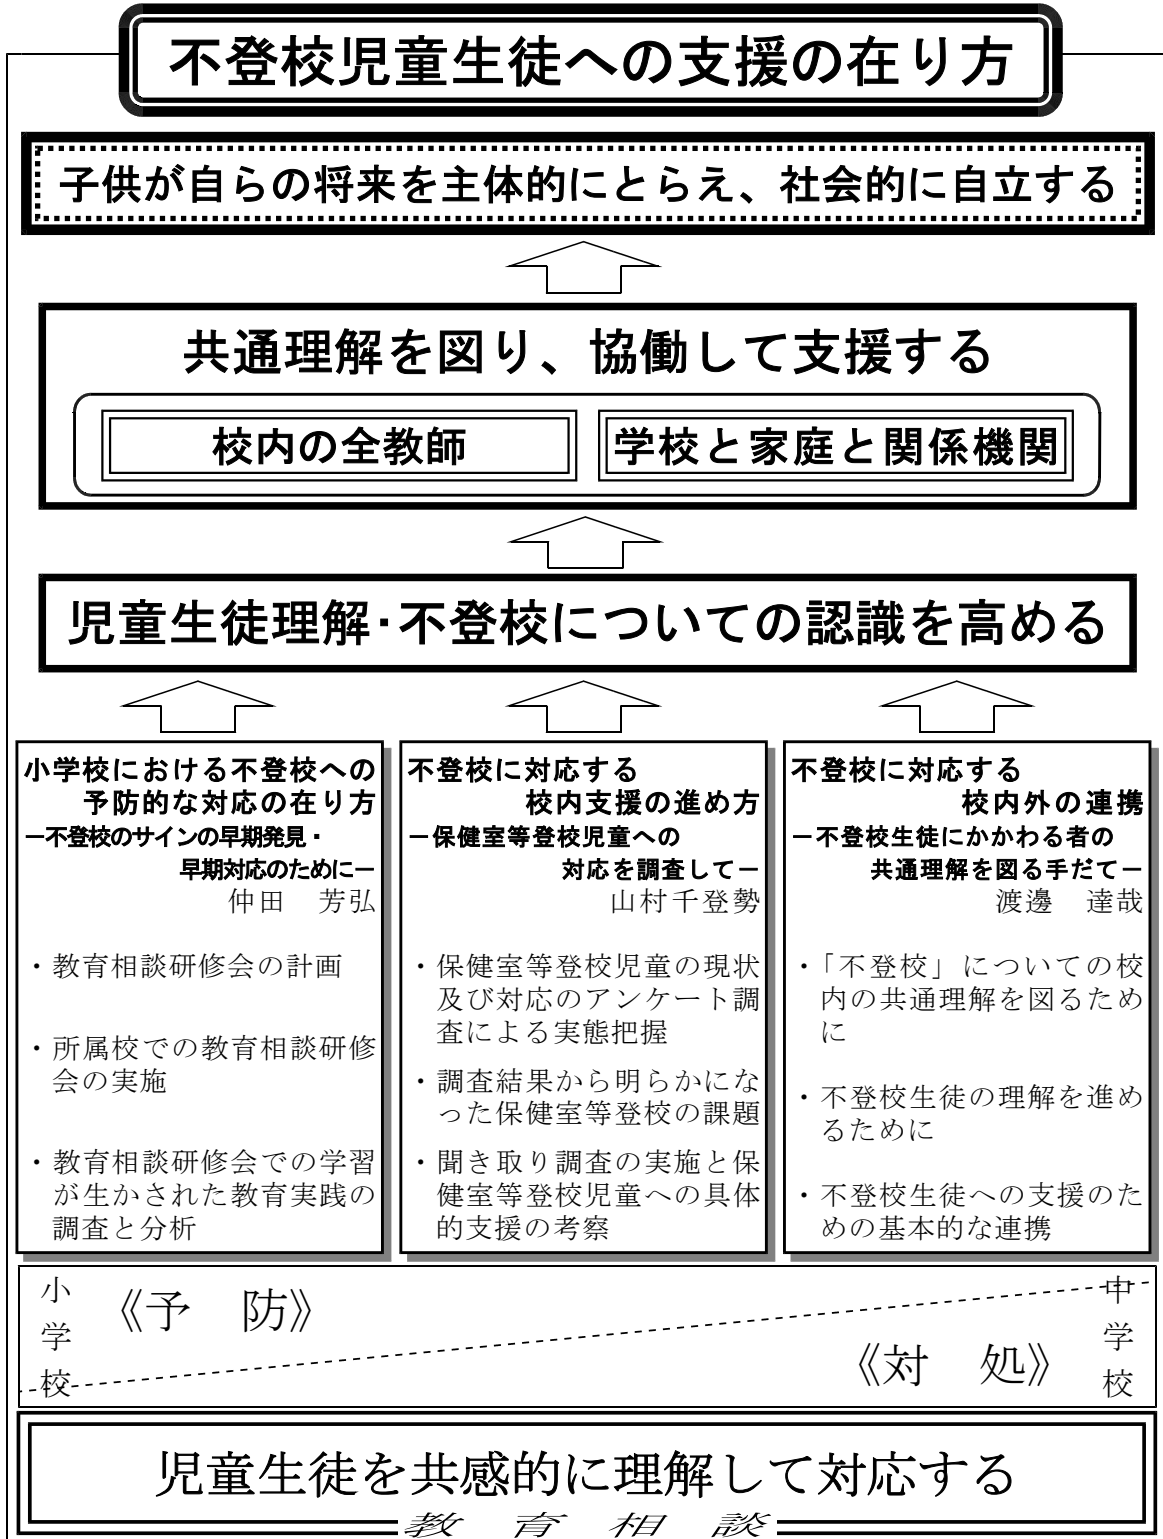 不登校児童生徒への支援の在り方
子供が自らの将来を主体的にとらえ、社会的に自立する
共通理解を図り、協働して支援する
校内の全教師
学校と家庭と関係機関
児童生徒理解・不登校についての認識を高める
小学校における不登校への
予防的な対応の在り方
－不登校のサインの早期発見・
早期対応のために－
仲田　芳弘
・教育相談研修会の計画
・所属校での教育相談研修
会の実施
・教育相談研修会での学習
が生かされた教育実践の
調査と分析
不登校に対応する
校内支援の進め方
－保健室等登校児童への
対応を調査して－
山村千登勢
・保健室等登校児童の現状
及び対応のアンケート調
査による実態把握
・調査結果から明らかにな
った保健室等登校の課題
・聞き取り調査の実施と保
健室等登校児童への具体
的支援の考察
不登校に対応する
校内外の連携
－不登校生徒にかかわる者の
共通理解を図る手だて－
渡邊　達哉
・「不登校」についての校
内の共通理解を図るため
に
・不登校生徒の理解を進め
るために
・不登校生徒への支援のた
めの基本的な連携
小学校
《予　防》
《対　処》
中学校
児童生徒を共感的に理解して対応する
教　育　相　談